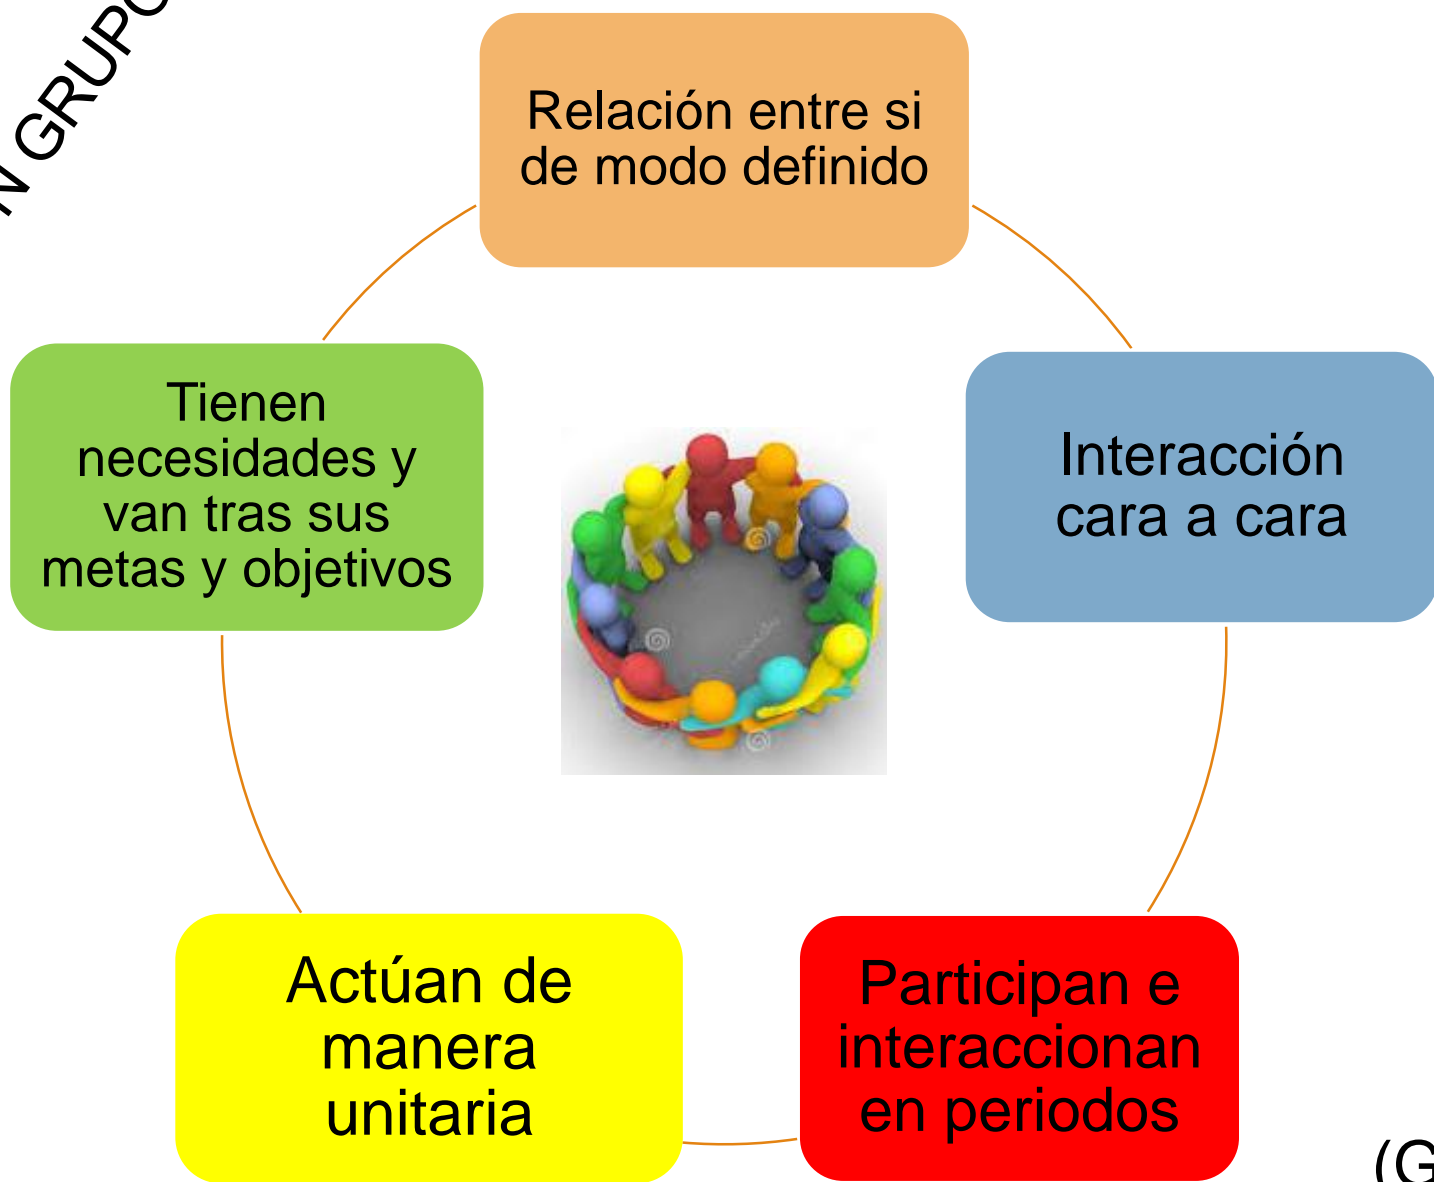 N GRUPO
Relación entre si
de modo definido
Interacción
cara a cara
Participan e
interaccionan
en periodos
Actúan de
manera
unitaria
Tienen
necesidades y
van tras sus
metas y objetivos
(G